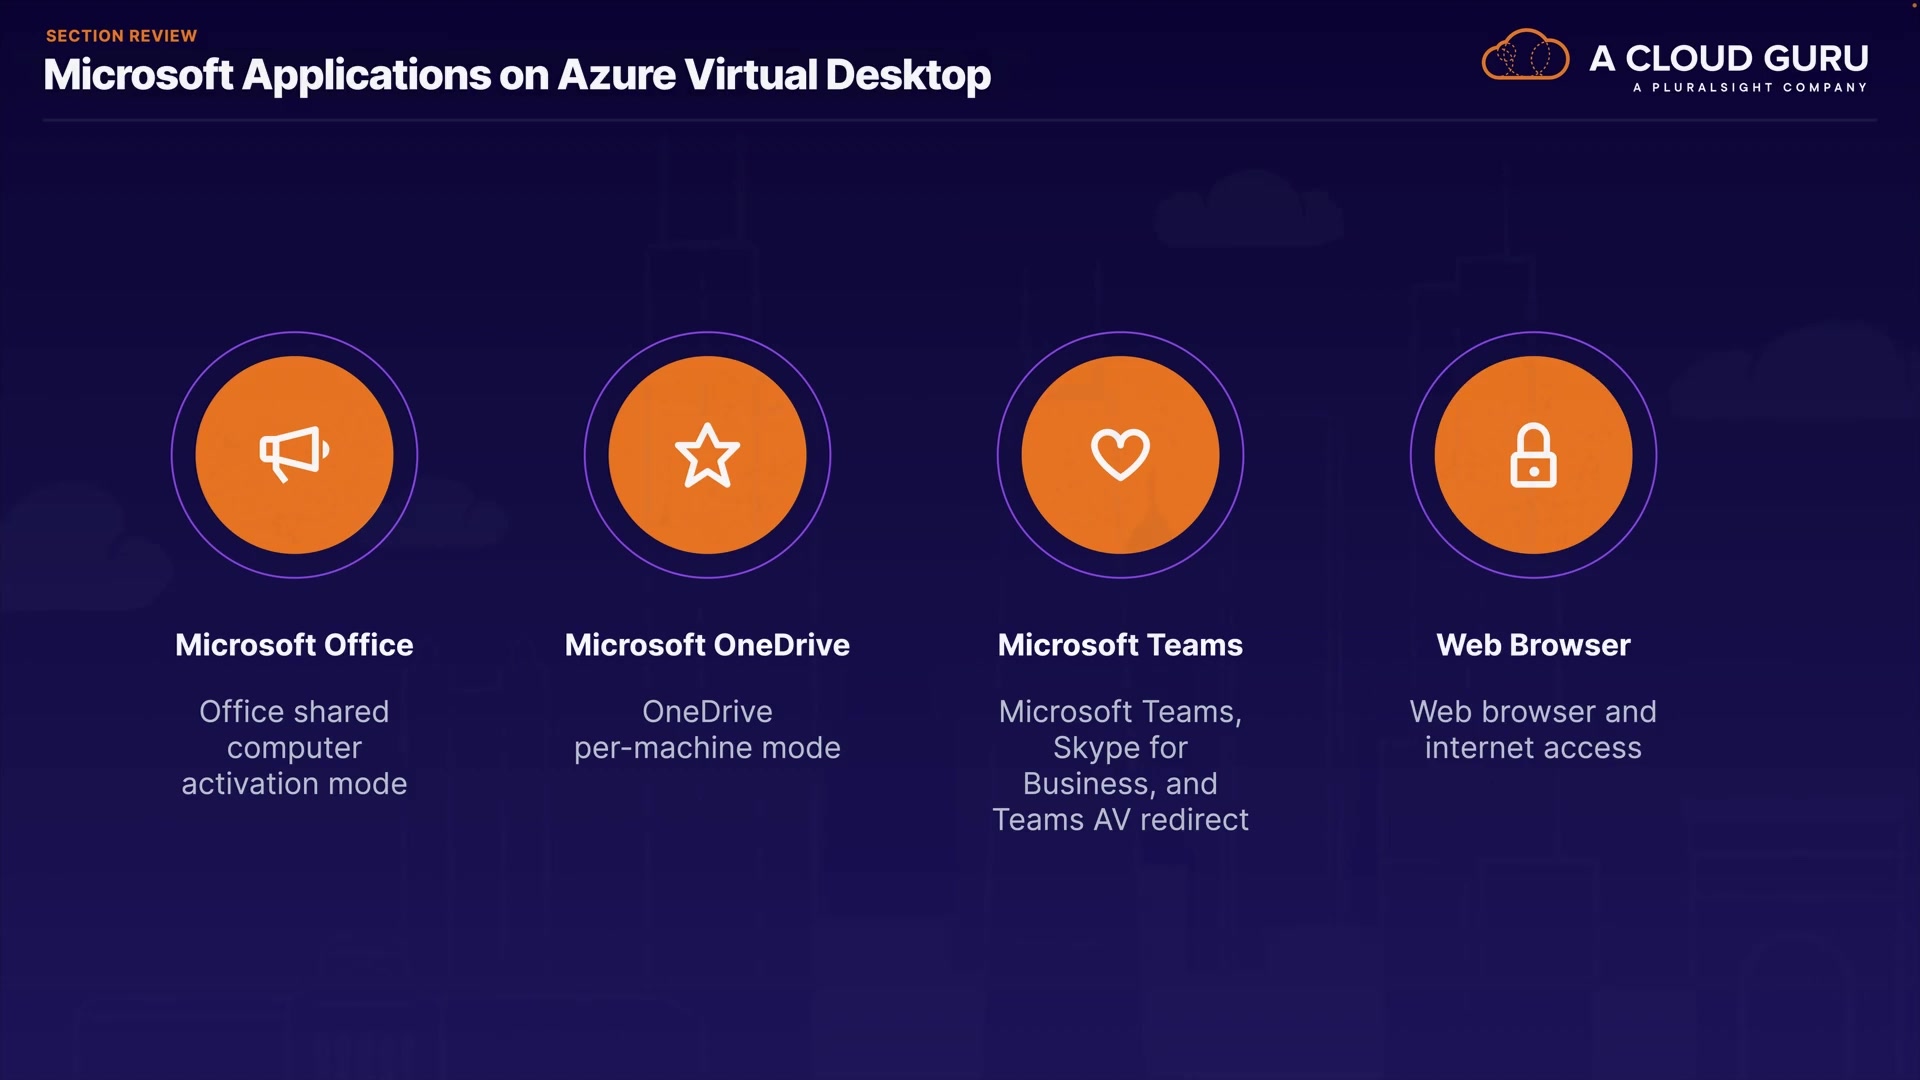 SECTION REVIEW
Microsoft Applications on Azure Virtual Desktop
A CLOUD GURU
A PLURALSIGHT COMPANY
Microsoft Office
Office shared
computer
activation mode
Microsoft OneDrive
OneDrive
per-machine mode
Microsoft Teams
Microsoft Teams,
Skype for
Business, and
Teams AV redirect
Web Browser
Web browser and
internet access